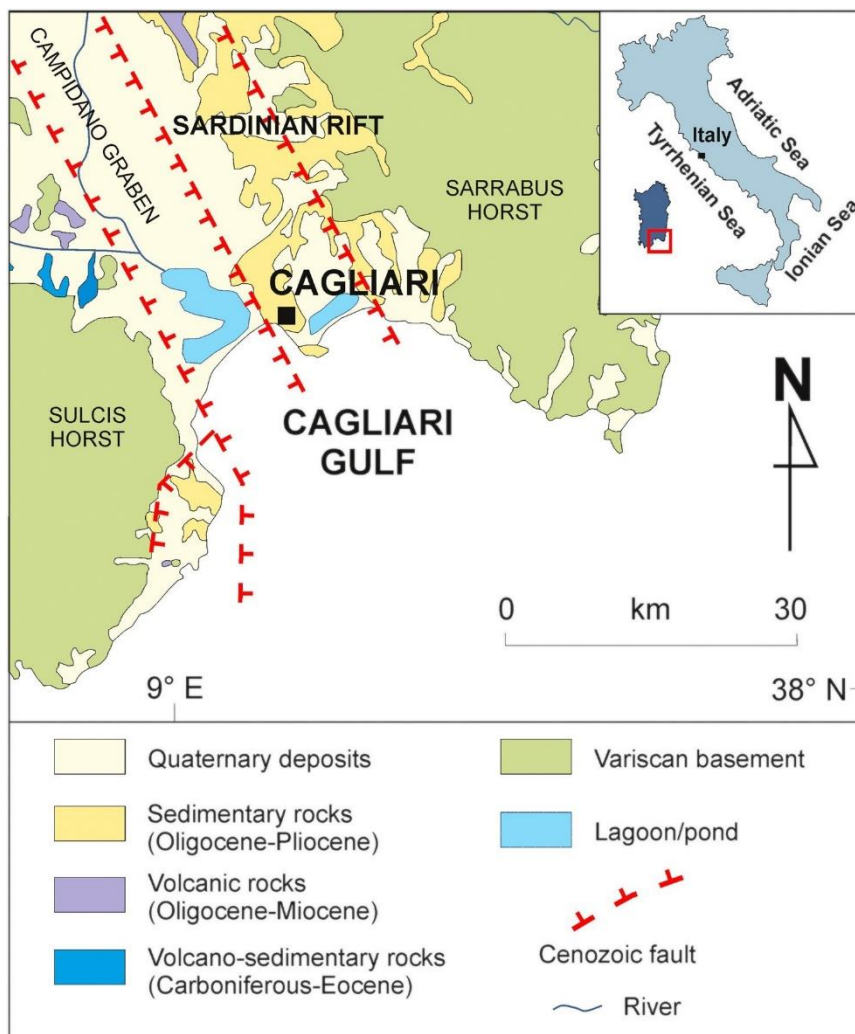 CAMPIDANO GRABEN
SARDINIAN RIFT
SARRABUS
HORST
CAGLIARI
SULCIS
HORST
CAGLIARI
GULF
Italy
Adriatic Sea
Tyrrhenian Sea
Ionian Sea
N
0 km 30
9° E
38° N
Quaternary deposits
Sedimentary rocks
(Oligocene-Pliocene)
Volcanic rocks
(Oligocene-Miocene)
Volcano-sedimentary rocks
(Carboniferous-Eocene)
Variscan basement
Lagoon/pond
Cenozoic fault
River